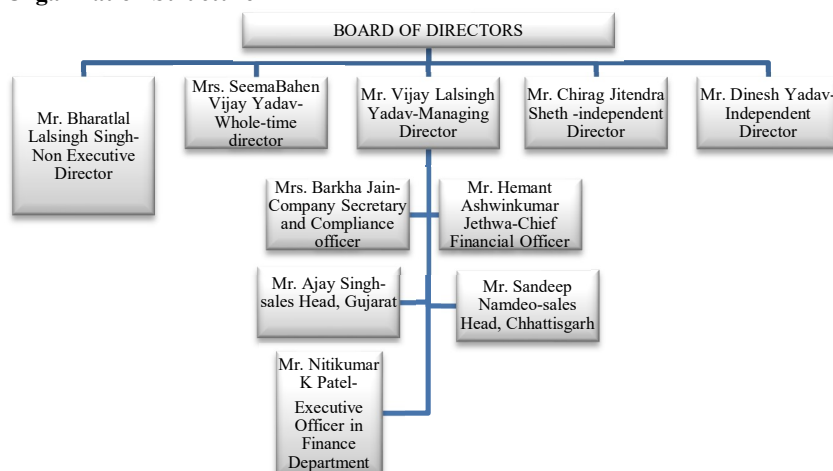 BOARD OF DIRECTORS
Mr. Bharatlal
Lalsingh Singh-
Non Executive
Director
Mrs. SeemaBahen
Vijay Yadav-
Whole-time
director
Mr. Vijay Lalsingh
Yadav-Managing
Director
Mr. Chirag Jitendra
Sheth -independent
Director
Mr. Dinesh Yadav-
Independent
Director
Mrs. Barkha Jain-
Company Secretary
and Compliance
officer
Mr. Hemant
Ashwinkumar
Jethwa-Chief
Financial Officer
Mr. Ajay Singh-
sales Head, Gujarat
Mr. Sandeep
Namdeo-sales
Head, Chhattisgarh
Mr. Nitikumar
K Patel-
Executive
Officer in
Finance
Department